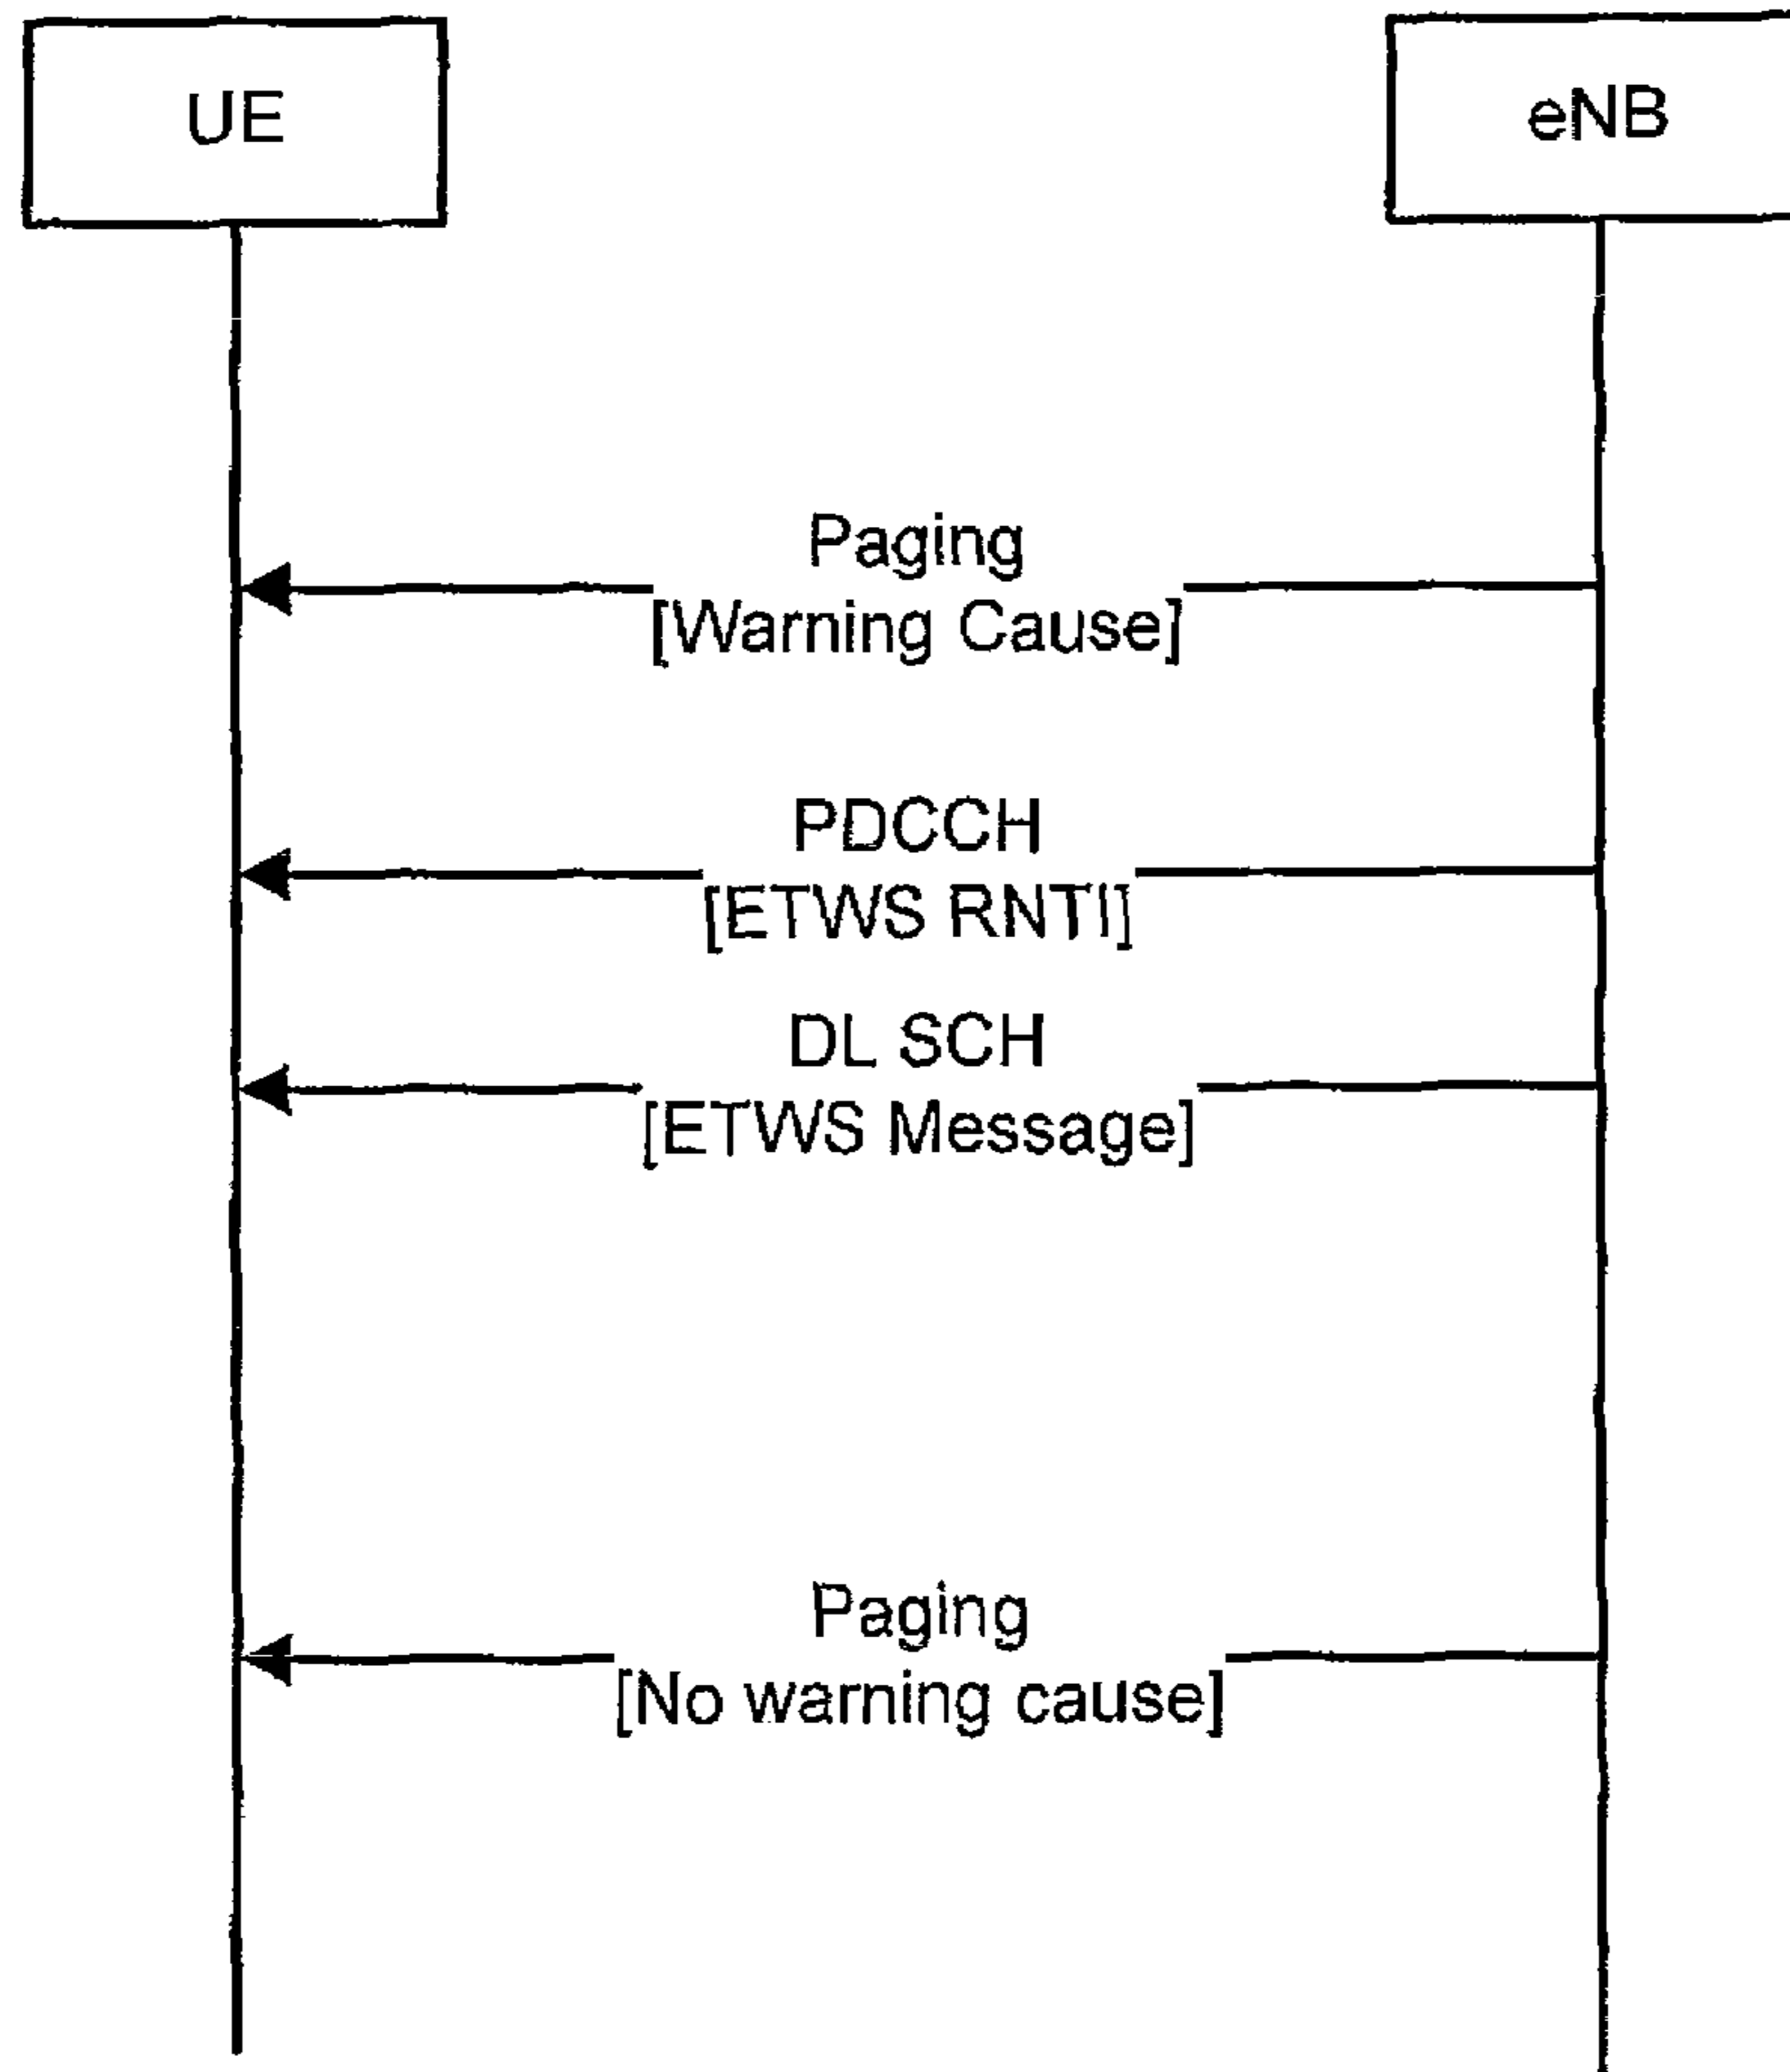 UE
eNB
Paging
[Warning Cause]
PDCCH
[ETWS RNTI]
DL SCH
[ETWS Message]
Paging
[No warning cause]